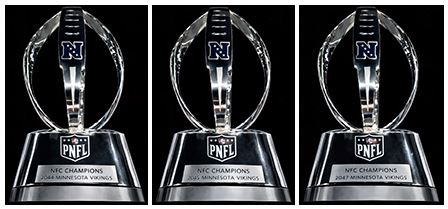 N
PNFL
NFC CHAMPIONS
2044 MINNESOTA VIKINGS
N
PNFL
NFC CHAMPIONS
MINNESOTA VIKINGS
N
PNFL
NFC CHAMPIONS
2047 MINNESOTA VIKINGS